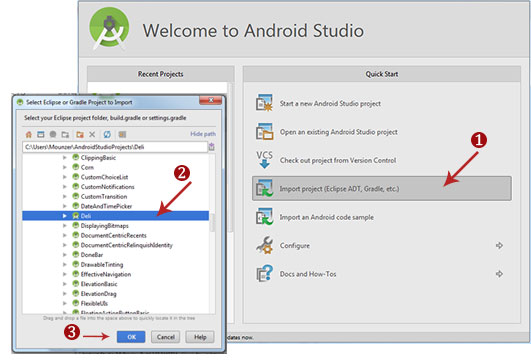 Welcome to Android Studio
Recent Projects
Quick Start
Start a new Android Studio project
Open an existing Android Studio project
VCS
Check out project from Version Control
Import project (Eclipse ADT, Gradle, etc.)
Import an Android code sample
Configure
Docs and How-Tos
dates now.
1
Select Eclipse or Gradle Project to Import
Select your Eclipse project folder, build.gradle or settings.gradle
Hide path
C:\Users\Mounzer\AndroidStudioProjects\Deli
ClippingBasic
Corn
CustomChoiceList
CustomNotifications
CustomTransition
DateAndTimePicker
Deli
DisplayingBitmaps
DocumentCentricRecents
DocumentCentricRelinquishIdentity
DoneBar
DrawableTinting
EffectiveNavigation
ElevationBasic
ElevationDrag
FlexibleUIs
FloatingActionButtonBasic
2
Drag and drop a file into the space above to quickly locate it in the tree
3
OK
Cancel
Help